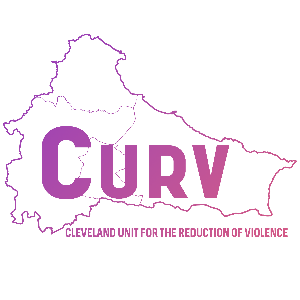 CURV
CLEVELAND UNIT FOR THE REDUCTION OF VIOLENCE